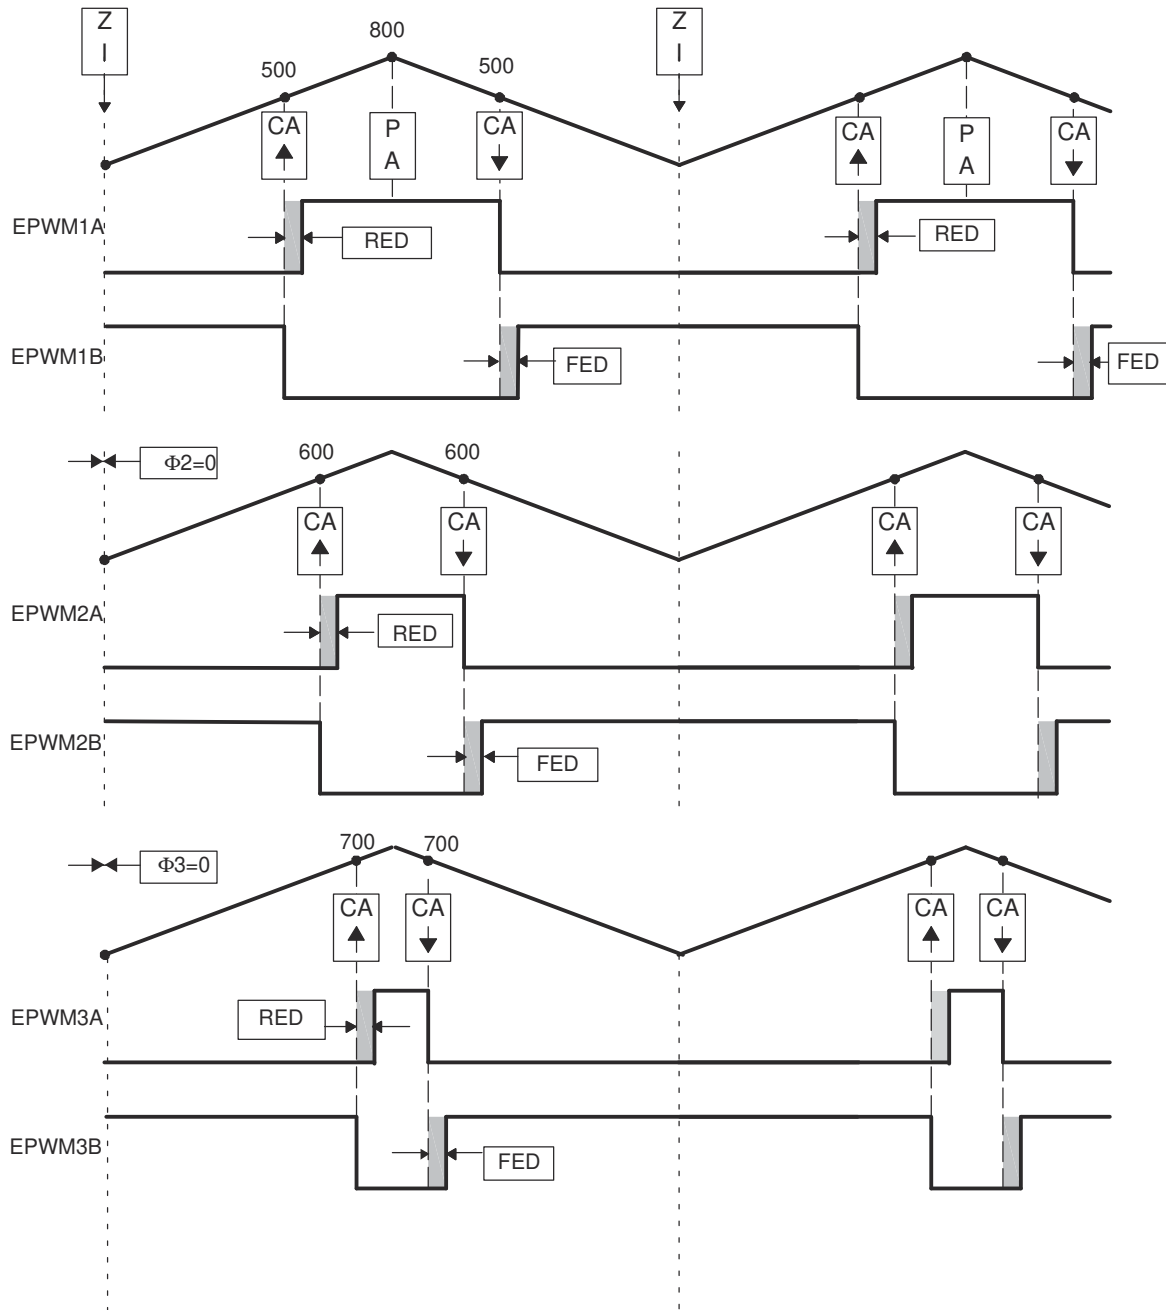 Z
I
Z
I
800
500
500
CA
P
A
CA
CA
P
A
CA
EPWM1A
RED
RED
EPWM1B
FED
FED
Φ2=0
600
600
CA
CA
CA
CA
EPWM2A
RED
EPWM2B
FED
Φ3=0
700
700
CA
CA
CA
CA
EPWM3A
RED
EPWM3B
FED